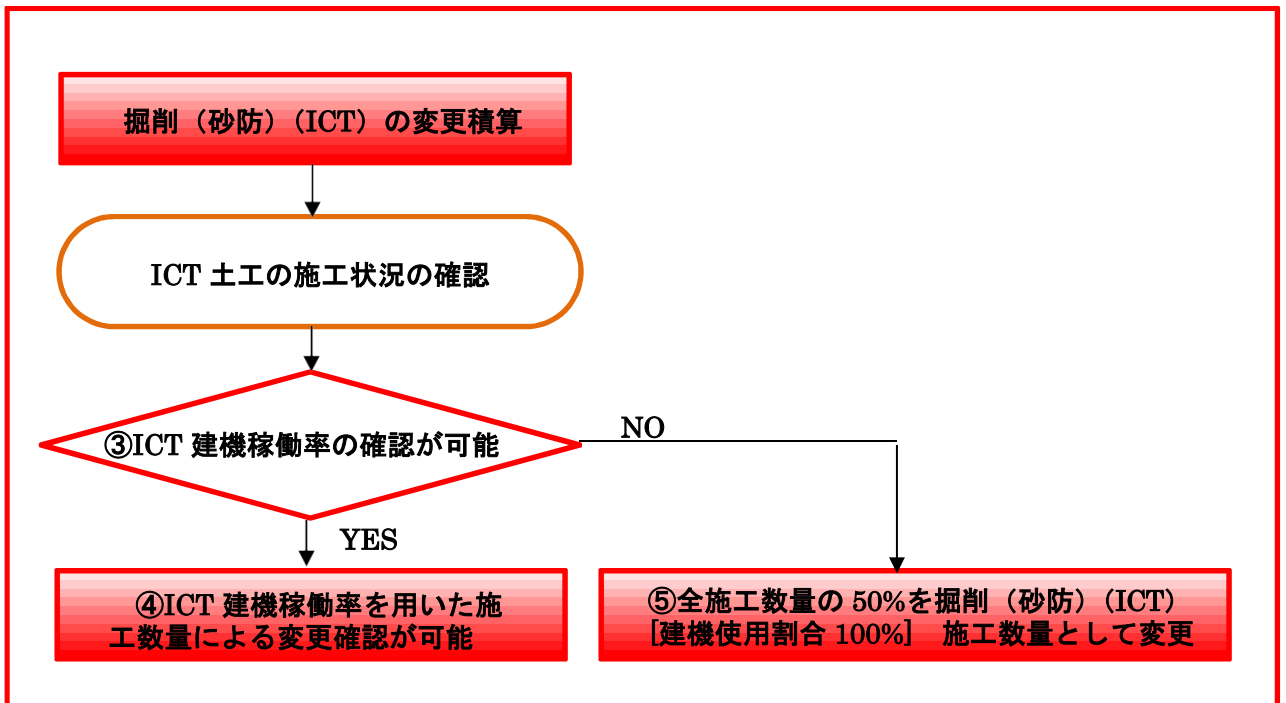 掘削（砂防）(ICT) の変更積算
ICT 土工の施工状況の確認
③ICT 建機稼働率の確認が可能
NO
YES
④ICT 建機稼働率を用いた施
工数量による変更確認が可能
⑤全施工数量の 50%を掘削（砂防）(ICT)
[建機使用割合 100%]　施工数量として変更